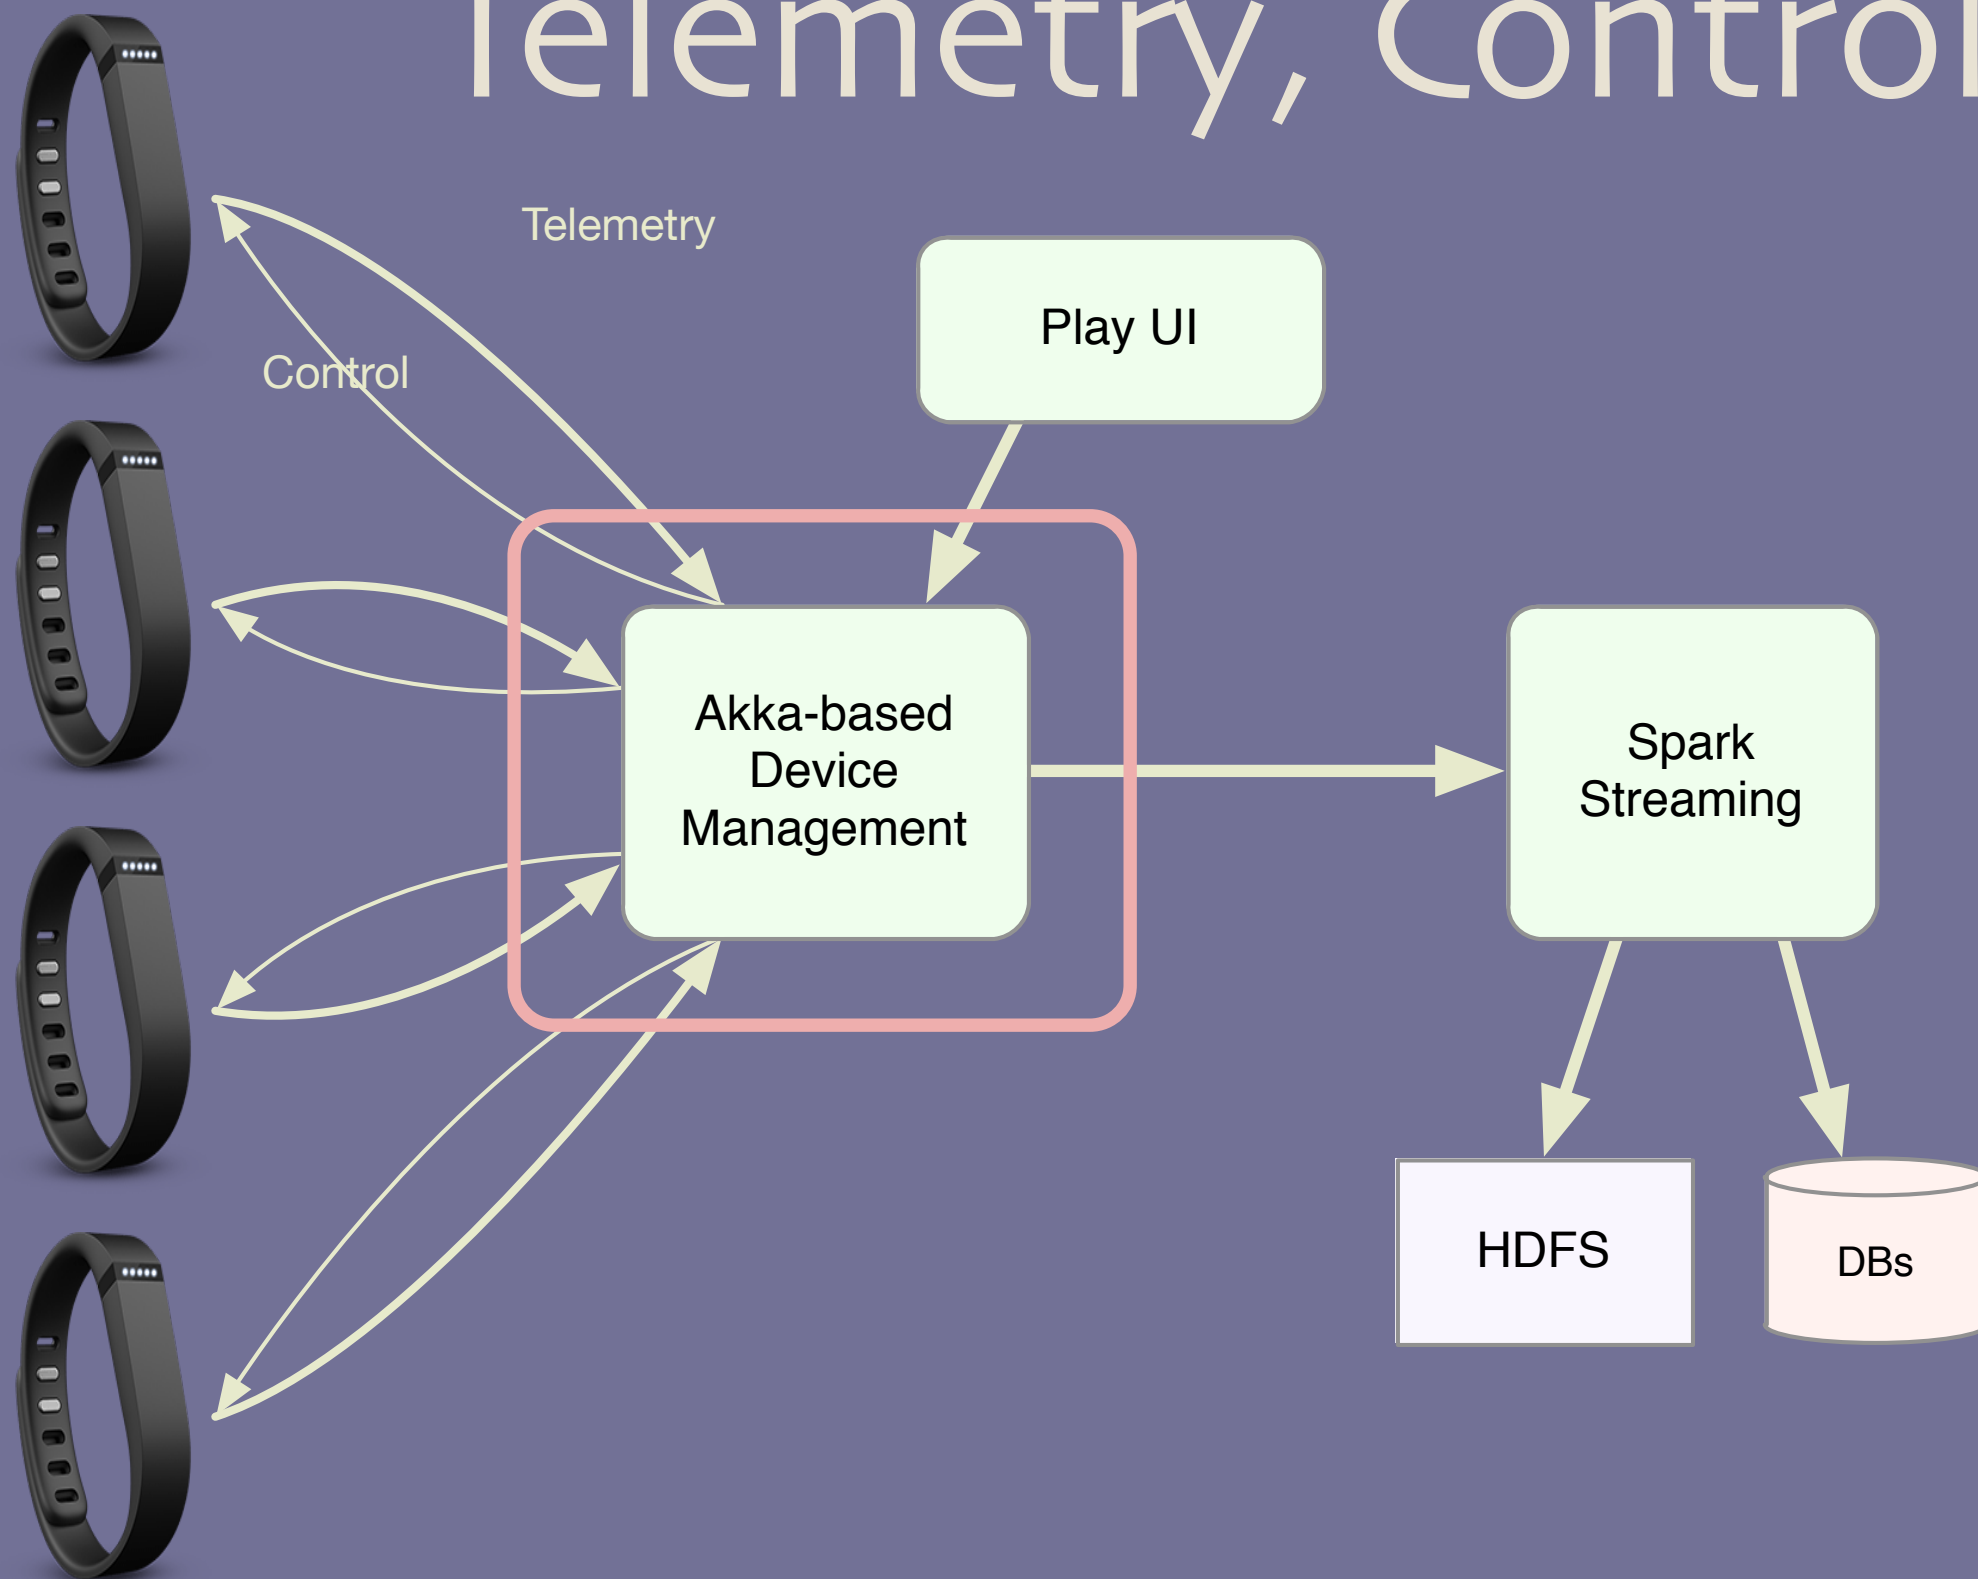 Telemetry, Control
Telemetry
Control
Play UI
Akka-based
Device
Management
Spark
Streaming
HDFS
DBs